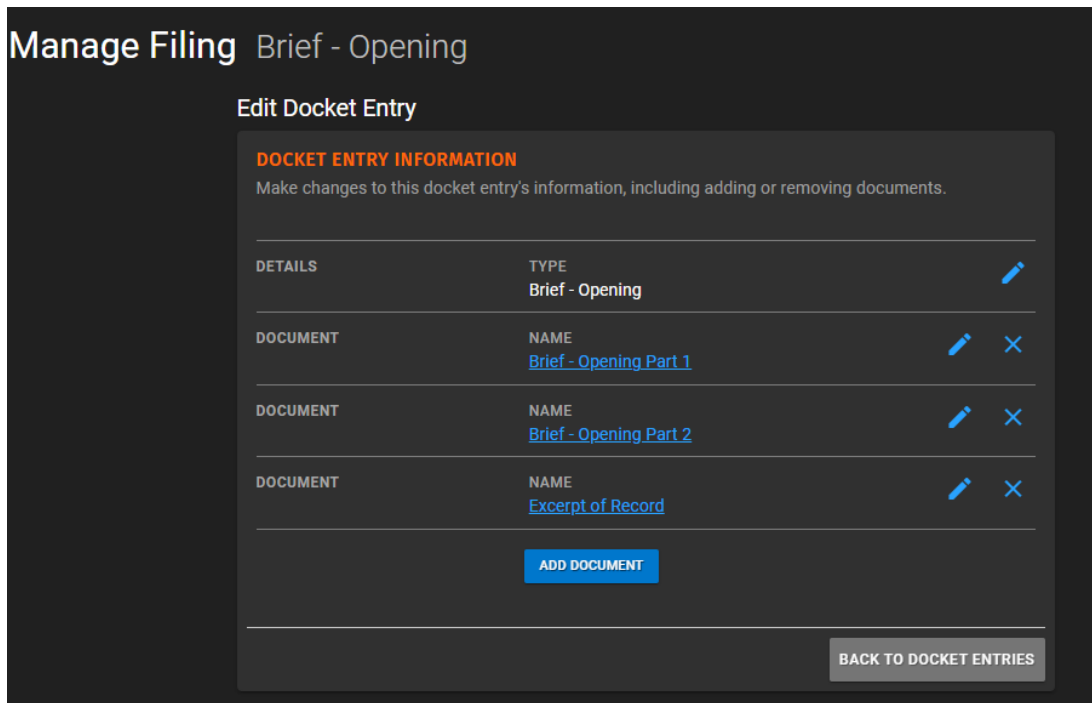 Manage Filing Brief - Opening
Edit Docket Entry
DOCKET ENTRY INFORMATION
Make changes to this docket entry's information, including adding or removing documents.
DETAILS
TYPE
Brief - Opening
DOCUMENT
NAME
Brief - Opening Part 1
DOCUMENT
NAME
Brief - Opening Part 2
DOCUMENT
NAME
Excerpt of Record
ADD DOCUMENT
BACK TO DOCKET ENTRIES